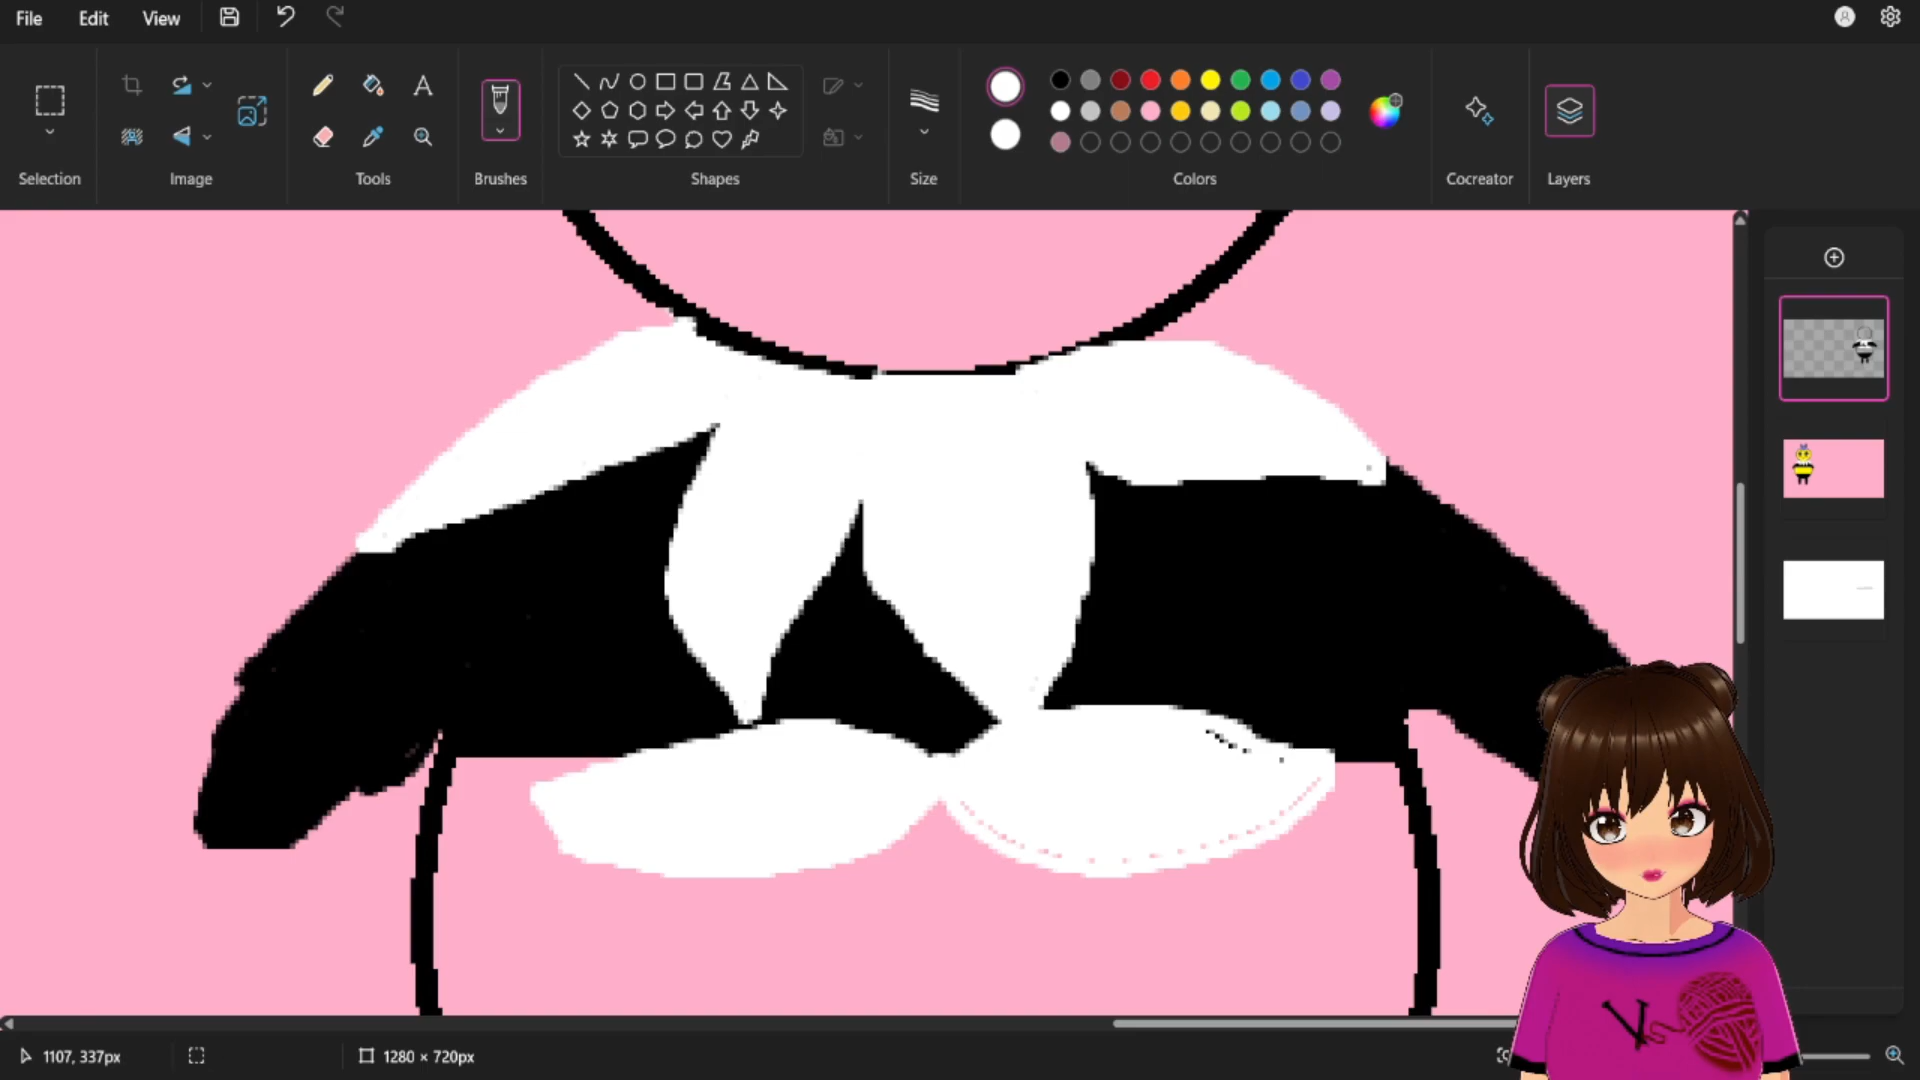 File Edit View
Selection Image Tools Brushes Shapes Size Colors Cocreator Layers
1107, 337px 1280 × 720px